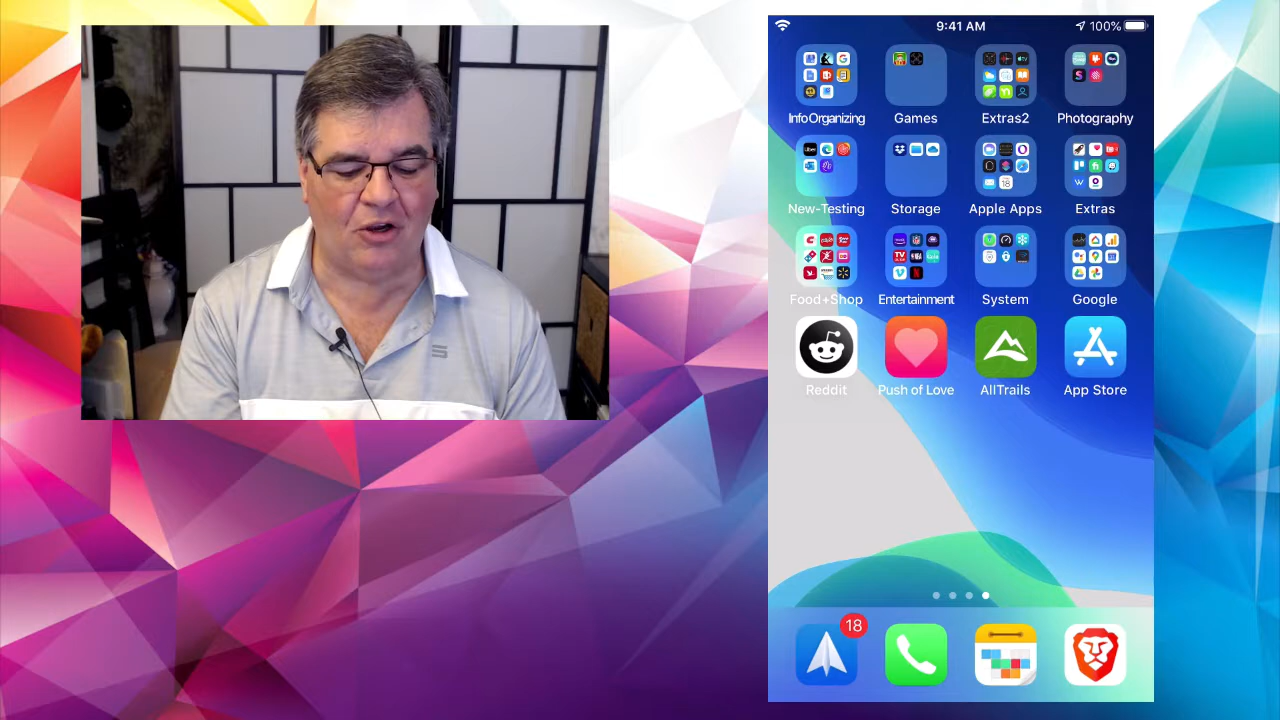 9:41 AM
100%
InfoOrganizing
Games
Extras2
Photography
New-Testing
Storage
Apple Apps
Extras
18
Food+Shop
Entertainment
System
Google
Reddit
Push of Love
AllTrails
App Store
18